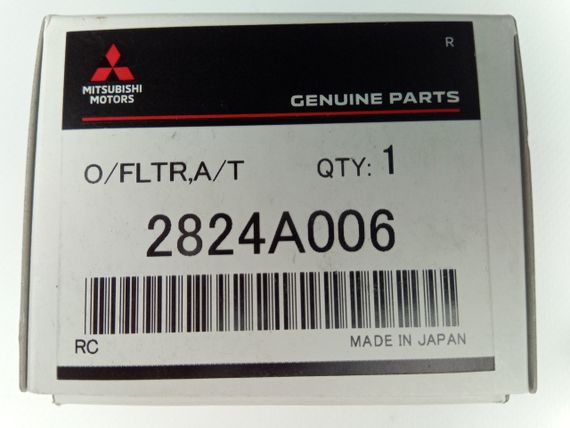 R
MITSUBISHI
MOTORS
GENUINE PARTS
O/FLTR,A/T QTY: 1
2824A006
RC MADE IN JAPAN